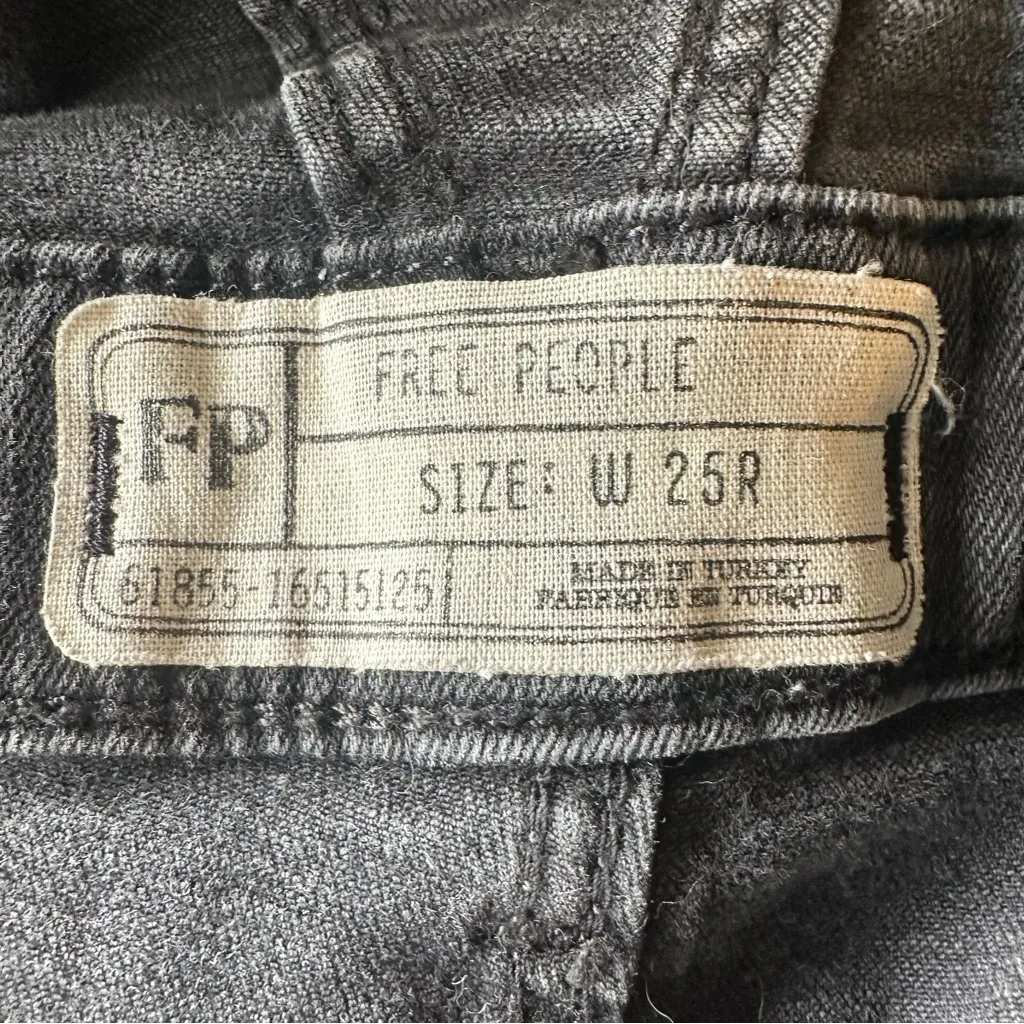 FREE PEOPLE
FP
SIZE: W 25R
61855-16515125
MADE IN TURKEY
FABRIQUE EN TURQUIE